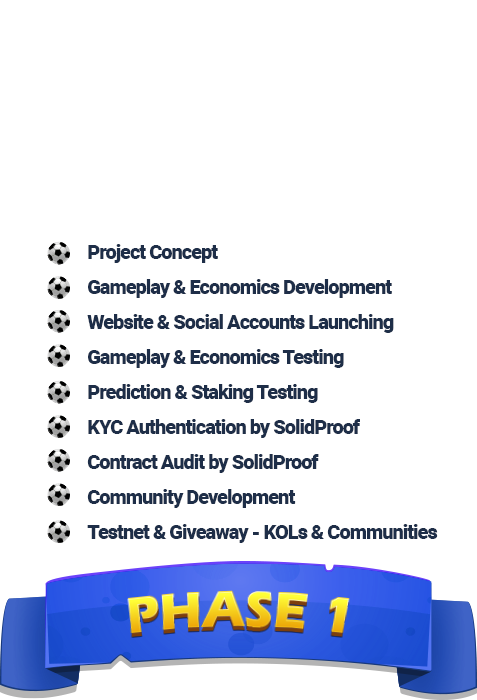 Project Concept
Gameplay & Economics Development
Website & Social Accounts Launching
Gameplay & Economics Testing
Prediction & Staking Testing
KYC Authentication by SolidProof
Contract Audit by SolidProof
Community Development
Testnet & Giveaway - KOLs & Communities
PHASE 1